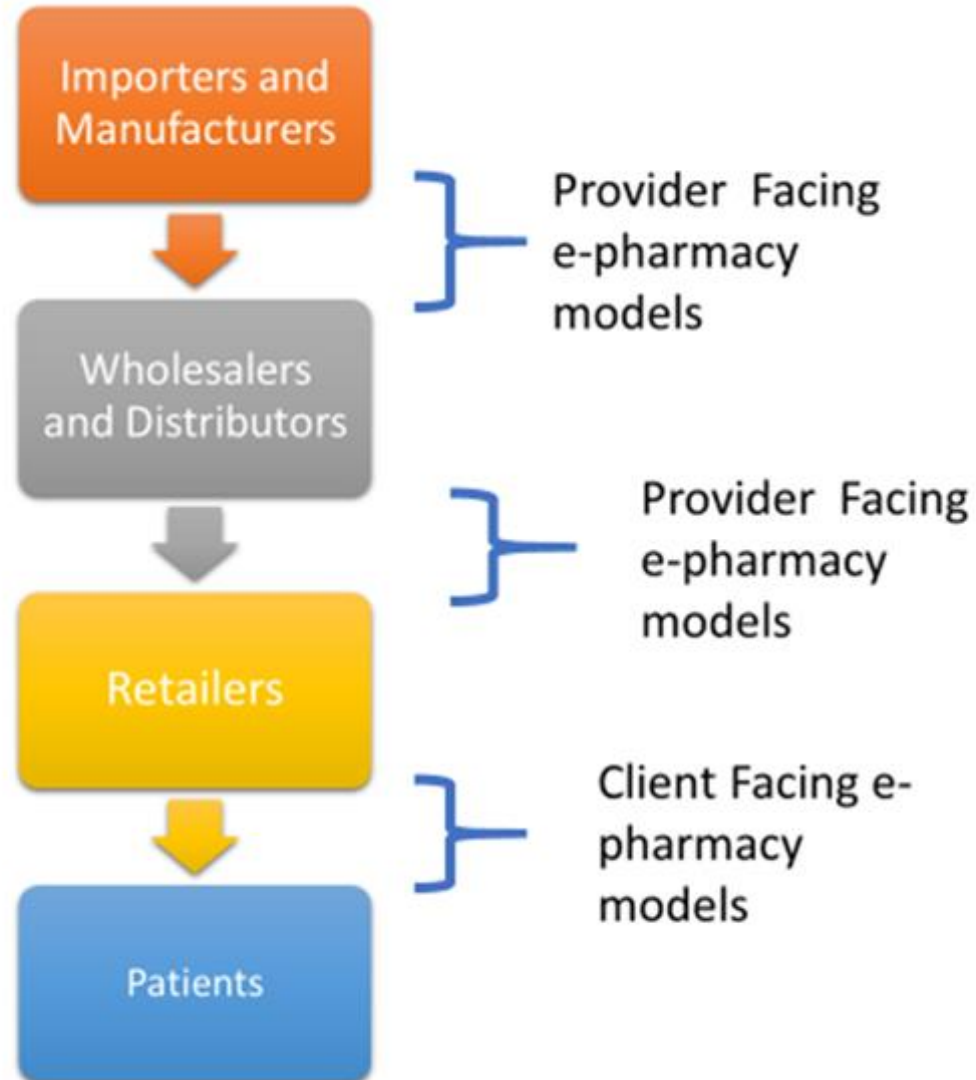 Importers and
Manufacturers
Provider Facing
e-pharmacy
models
Wholesalers
and Distributors
Provider Facing
e-pharmacy
models
Retailers
Client Facing e-
pharmacy
models
Patients